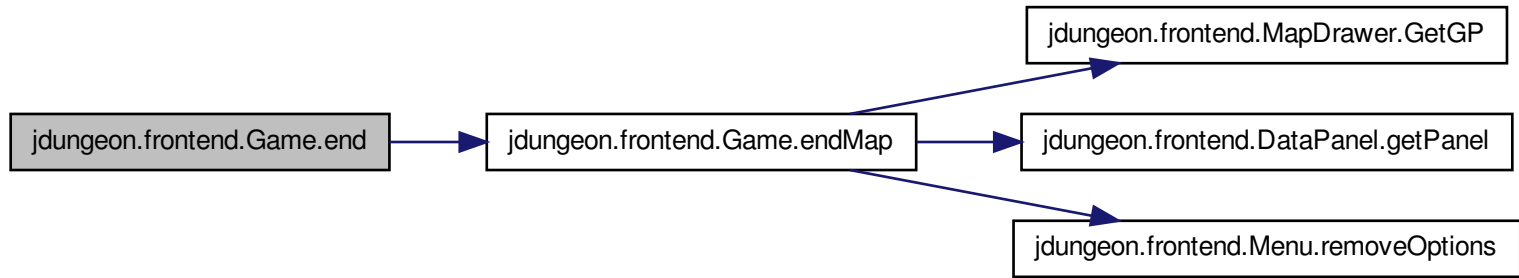 jdungeon.frontend.MapDrawer.GetGP
jdungeon.frontend.Game.end
jdungeon.frontend.Game.endMap
jdungeon.frontend.DataPanel.getPanel
jdungeon.frontend.Menu.removeOptions